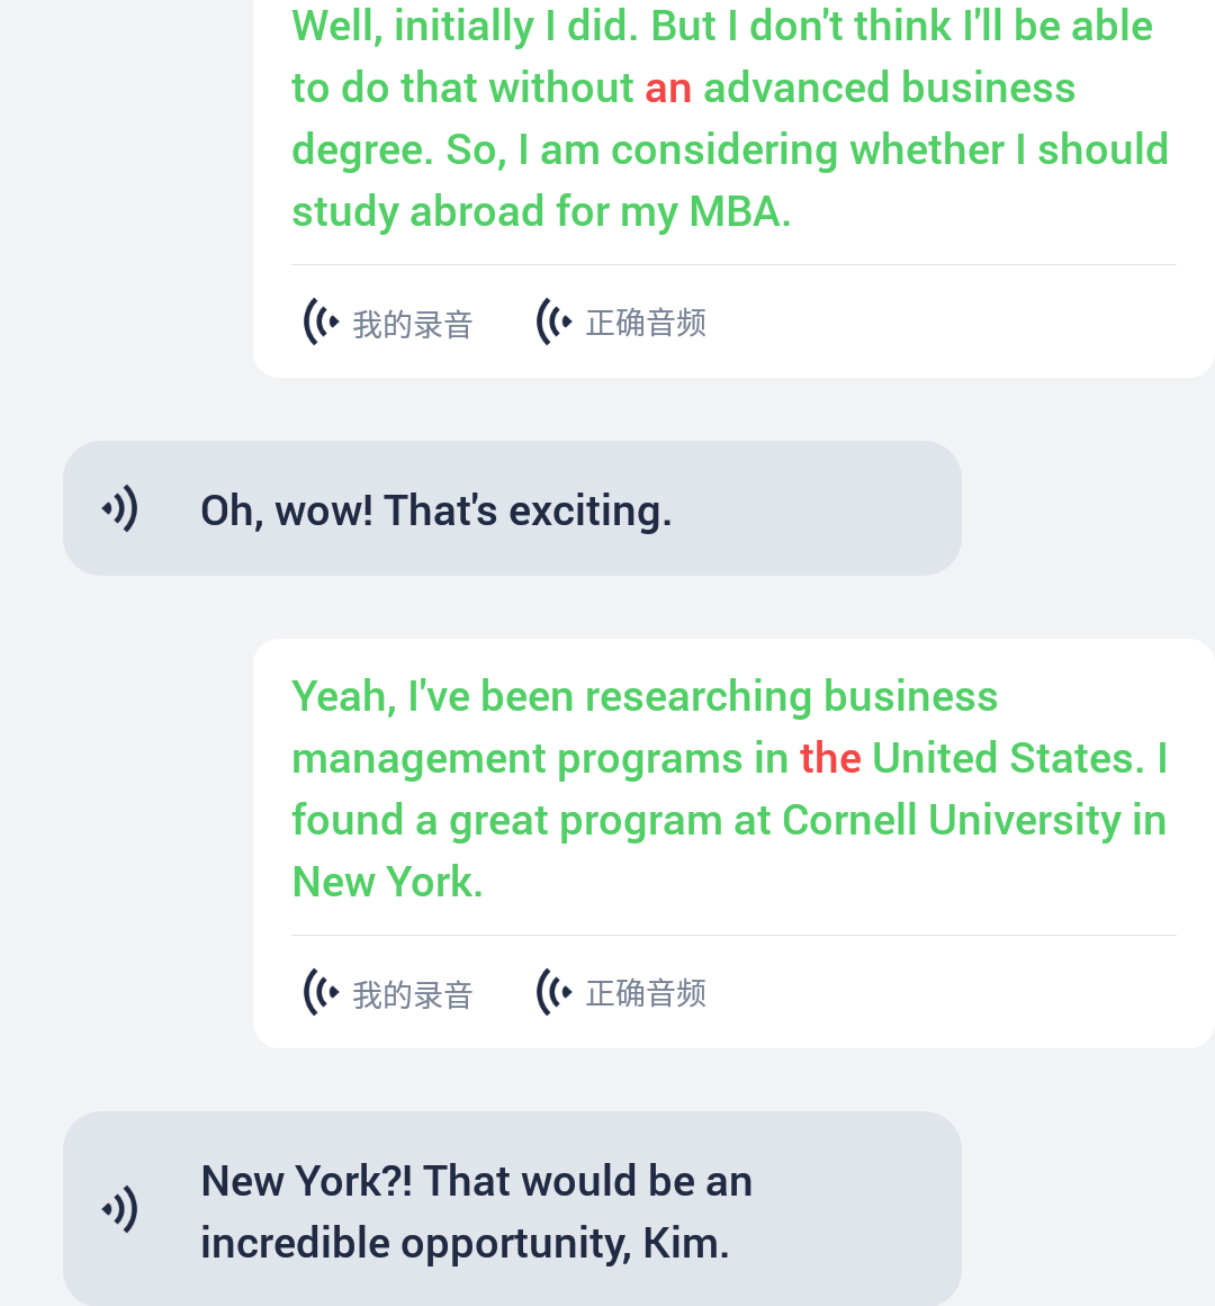 Well, initially I did. But I don't think I'll be able
to do that without an advanced business
degree. So, I am considering whether I should
study abroad for my MBA.
我的录音 正确音频
Oh, wow! That's exciting.
Yeah, I've been researching business
management programs in the United States. I
found a great program at Cornell University in
New York.
我的录音 正确音频
New York?! That would be an
incredible opportunity, Kim.